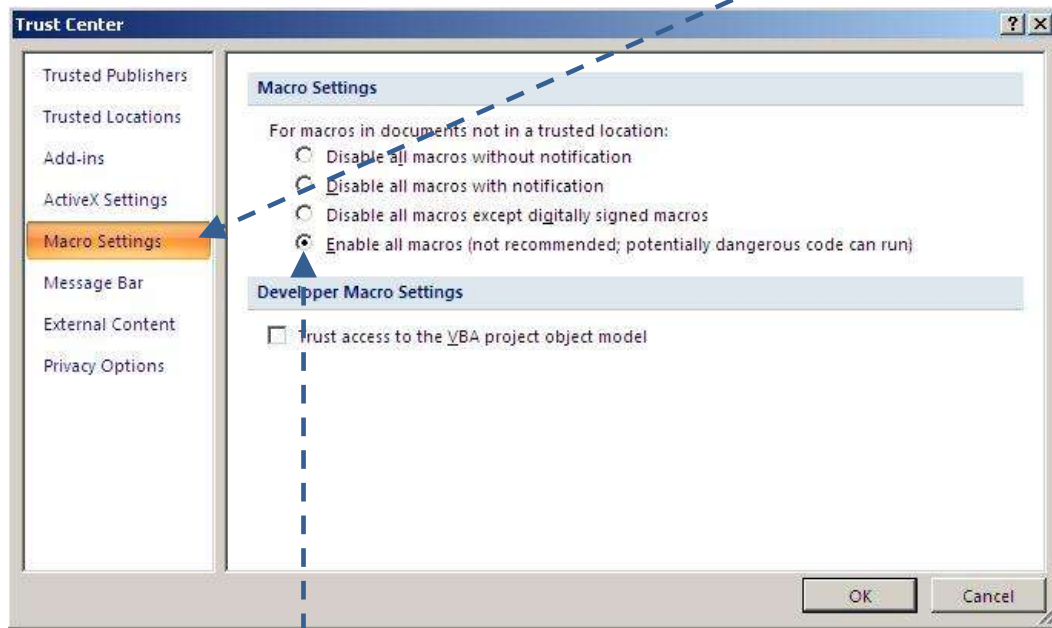 Trust Center
Trusted Publishers
Trusted Locations
Add-ins
ActiveX Settings
Macro Settings
Message Bar
External Content
Privacy Options
Macro Settings
For macros in documents not in a trusted location:
Disable all macros without notification
Disable all macros with notification
Disable all macros except digitally signed macros
Enable all macros (not recommended; potentially dangerous code can run)
Developer Macro Settings
Trust access to the VBA project object model
OK
Cancel